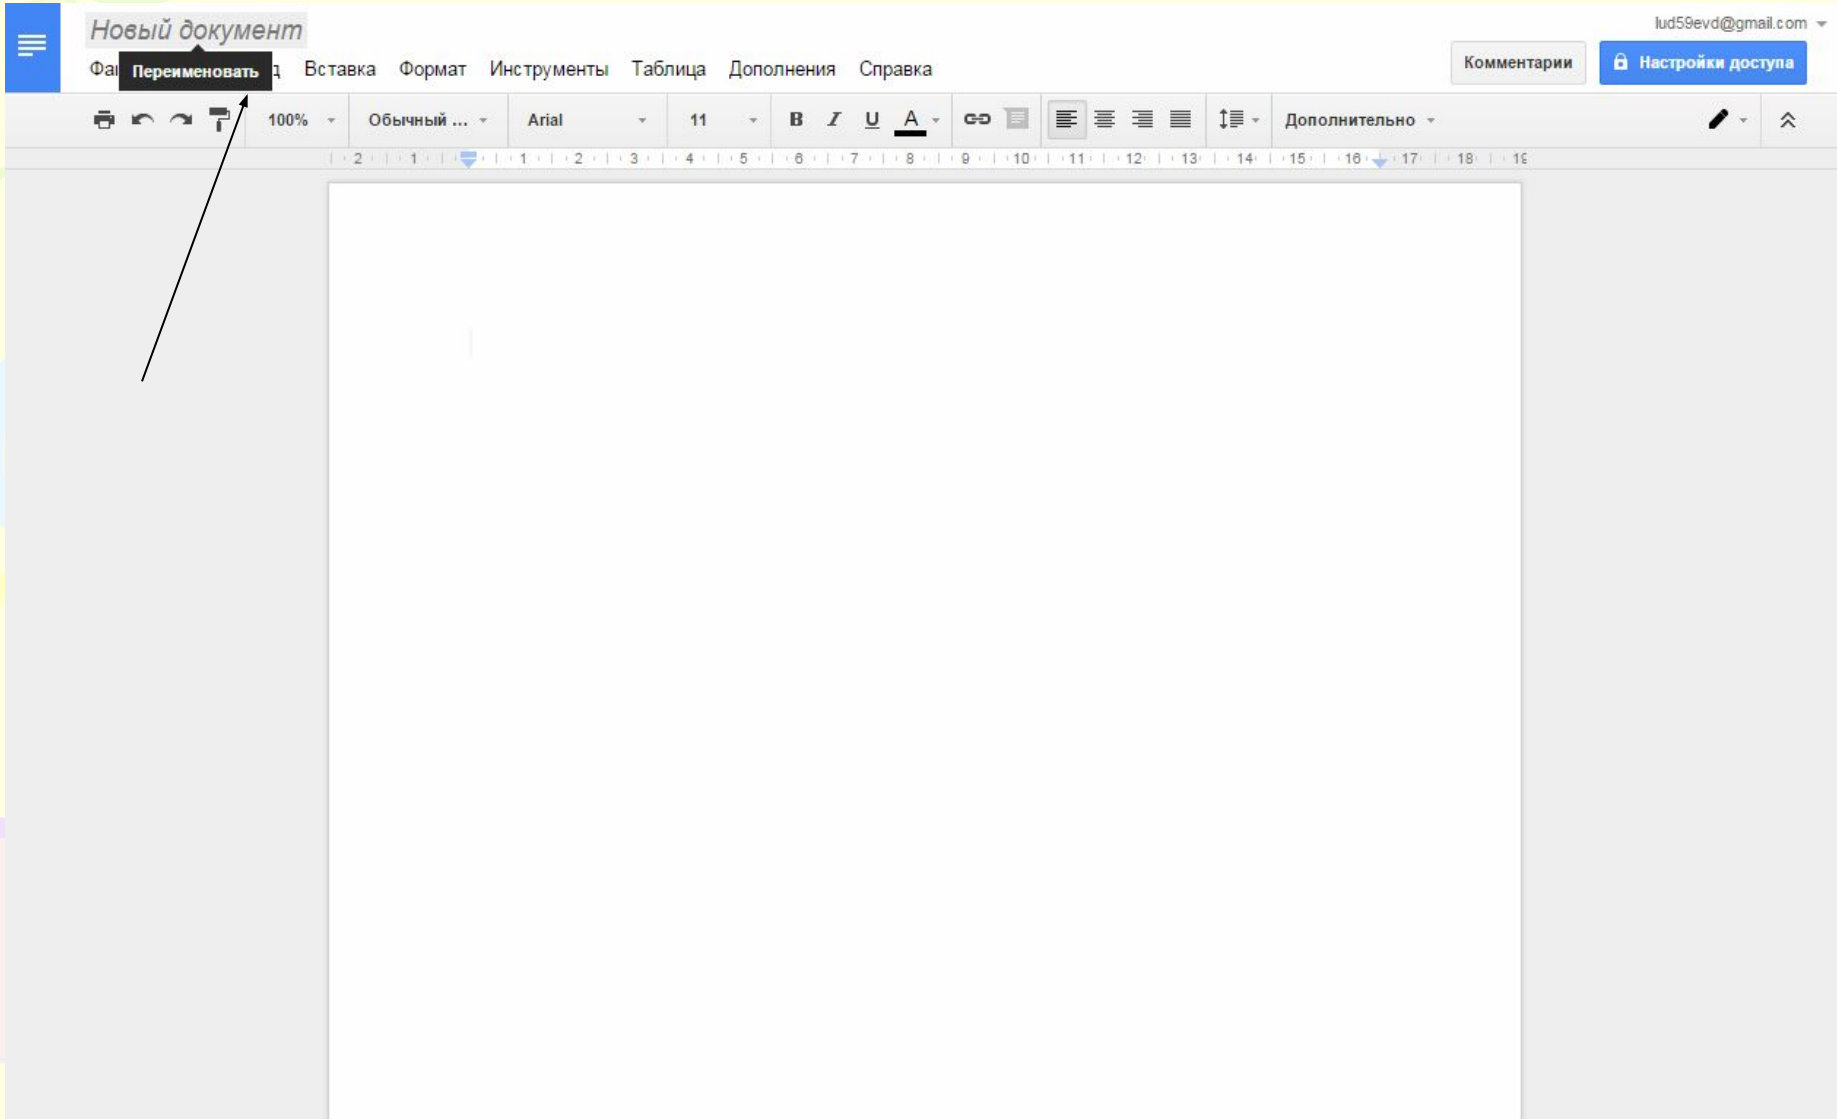 Новый документ
lud59evd@gmail.com
Переименовать
Вставка Формат Инструменты Таблица Дополнения Справка
Комментарии
Настройки доступа
100% Обычный ... Arial 11 B I U A Дополнительно
2 1 1 2 3 4 5 6 7 8 9 10 11 12 13 14 15 16 17 18 19